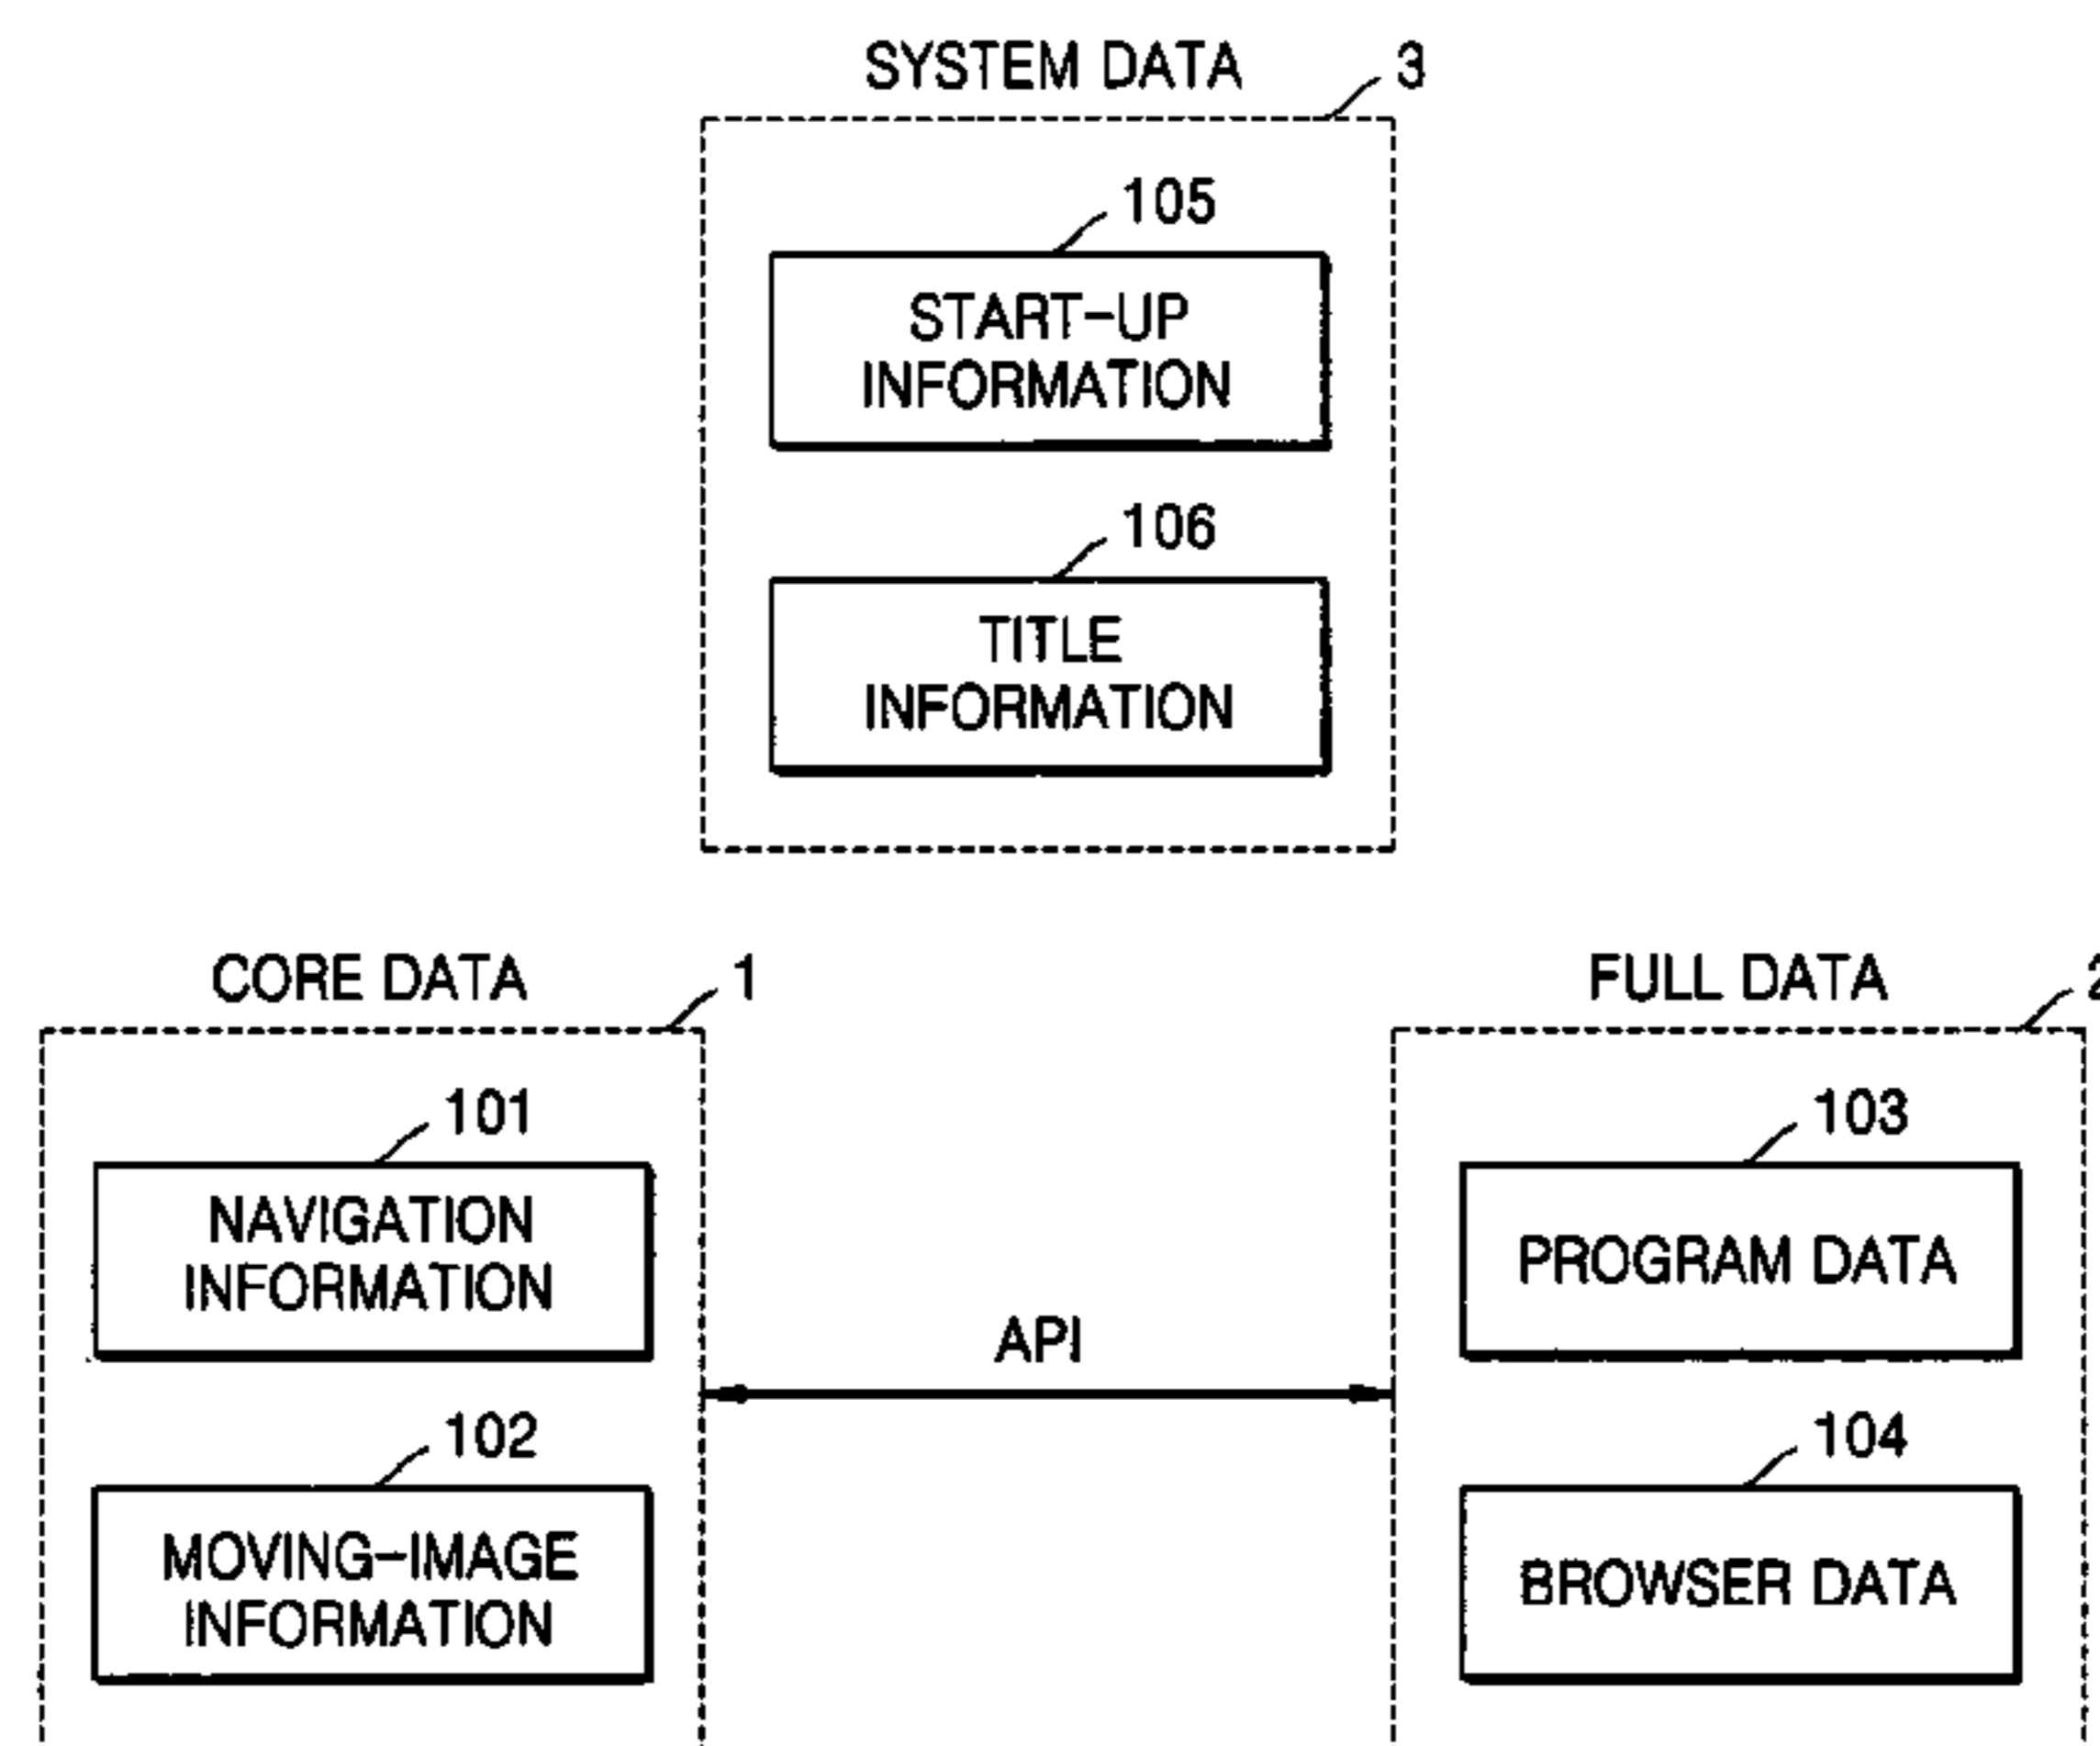 SYSTEM DATA 3
105
START-UP
INFORMATION
106
TITLE
INFORMATION
CORE DATA 1
FULL DATA 2
101
NAVIGATION
INFORMATION
103
PROGRAM DATA
API
102
MOVING-IMAGE
INFORMATION
104
BROWSER DATA